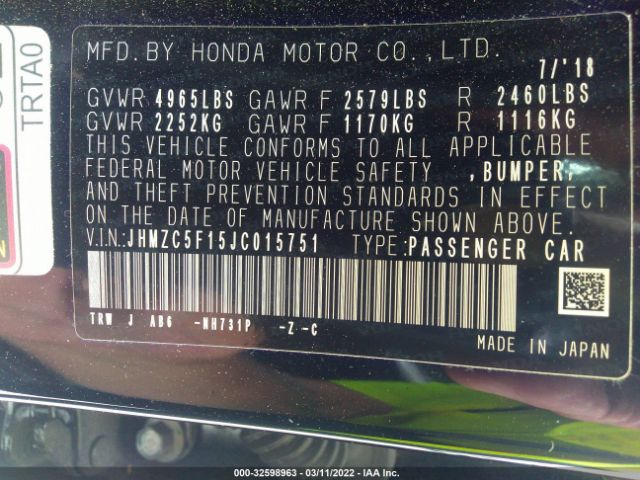 TRTA0
MFD.BY HONDA MOTOR CO.,LTD.
7/'18
GVWR 4965LBS GAWR F 2579LBS R 2460LBS
GVWR 2252KG GAWR F 1170KG R 1116KG
THIS VEHICLE CONFORMS TO ALL APPLICABLE
FEDERAL MOTOR VEHICLE SAFETY ,BUMPER,
AND THEFT PREVENTION STANDARDS IN EFFECT
ON THE DATE OF MANUFACTURE SHOWN ABOVE.
V.IN:JHMZC5F15JC015751 TYPE:PASSENGER CAR
TRW J AB6 -NH731P -Z-C
MADE IN JAPAN
000-32598963 - 03/11/2022 - IAA Inc.